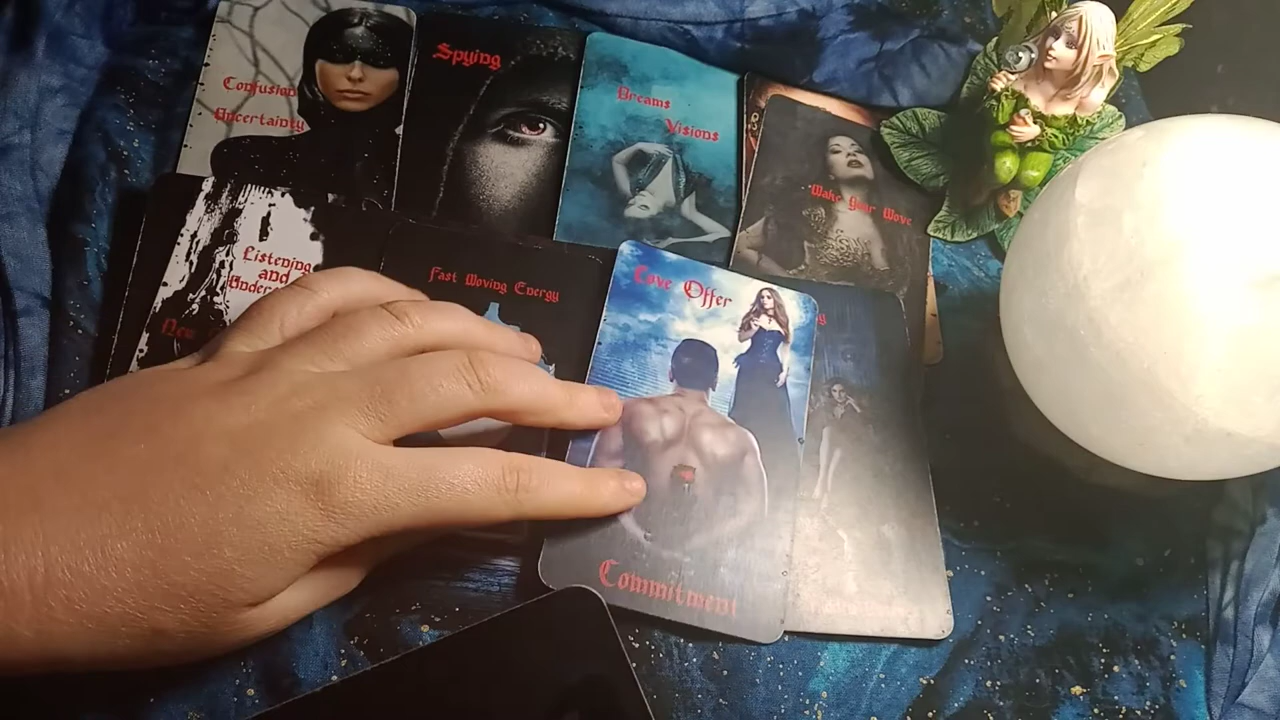 Confusion
Uncertainty
Spying
Dreams
Visions
Make Your Move
Listening
and
Fast Moving Energy
Love Offer
Commitment